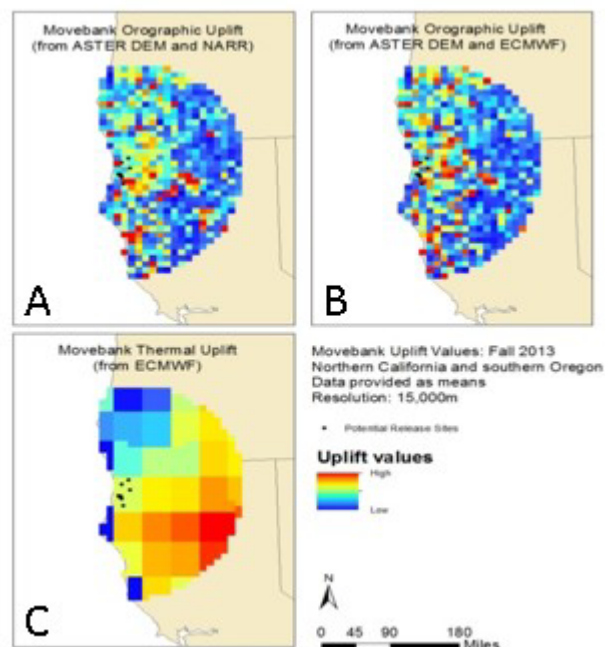 Movebank Orographic Uplift
(from ASTER DEM and NARR)
A
Movebank Orographic Uplift
(from ASTER DEM and ECMWF)
B
Movebank Thermal Uplift
(from ECMWF)
C
Movebank Uplift Values: Fall 2013
Northern California and southern Oregon
Data provided as means
Resolution: 15,000m
Potential Release Sites
Uplift values
High
Low
N
0 45 90 180
Miles